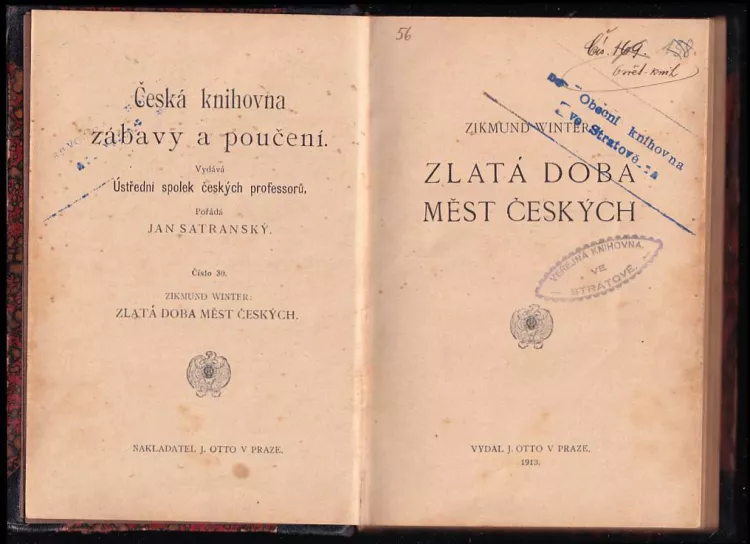 Česká knihovna
zábavy a poučení.
Vydává
Ústřední spolek českých professorů,
Pořádá
JAN SATRANSKÝ.
Číslo 30.
ZIKMUND WINTER:
ZLATÁ DOBA MĚST ČESKÝCH.
NAKLADATEL J. OTTO V PRAZE.
56
Čís. 169.
ZIKMUND WINTER
Obecní knihovna
ve Stratově
ZLATÁ DOBA
MĚST ČESKÝCH
VEŘEJNÁ KNIHOVNA
VE
STRATOVĚ
VYDAL J. OTTO V PRAZE.
1913.